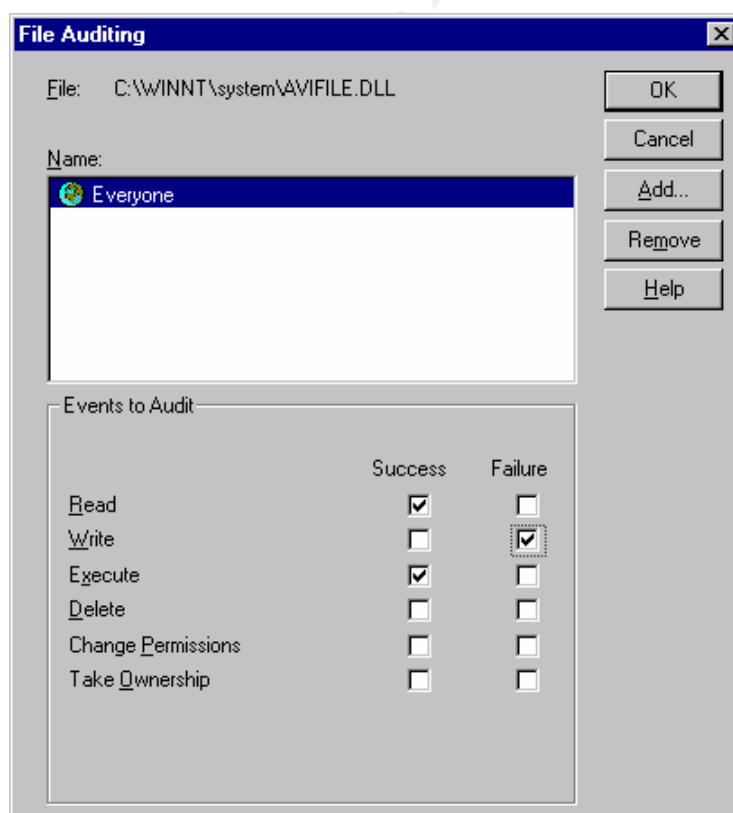 File Auditing
File: C:\WINNT\system\AVIFILE.DLL
OK
Cancel
Name:
Everyone
Add...
Remove
Help
Events to Audit
Success Failure
Read
Write
Execute
Delete
Change Permissions
Take Ownership